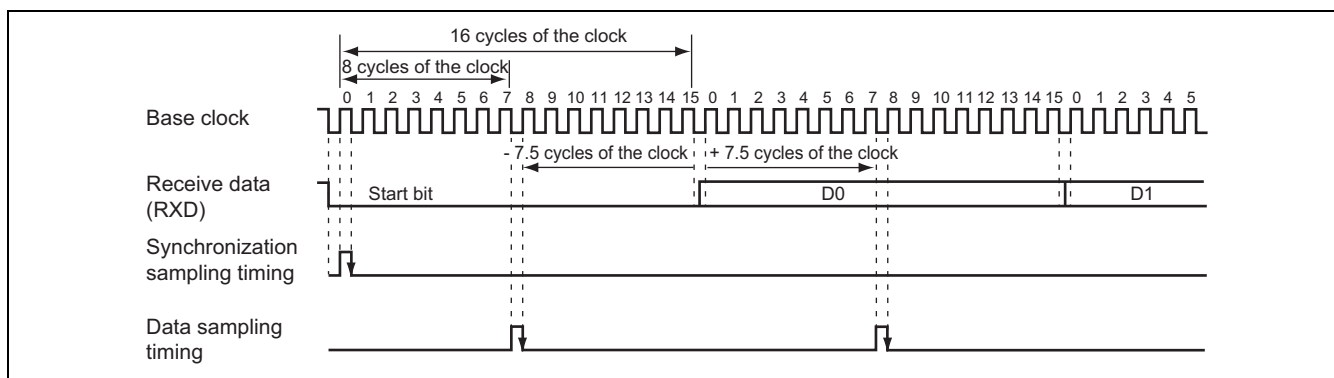 16 cycles of the clock
8 cycles of the clock
0 1 2 3 4 5 6 7 8 9 10 11 12 13 14 15 0 1 2 3 4 5 6 7 8 9 10 11 12 13 14 15 0 1 2 3 4 5
Base clock
- 7.5 cycles of the clock + 7.5 cycles of the clock
Receive data
(RXD)
Start bit D0 D1
Synchronization
sampling timing
Data sampling
timing